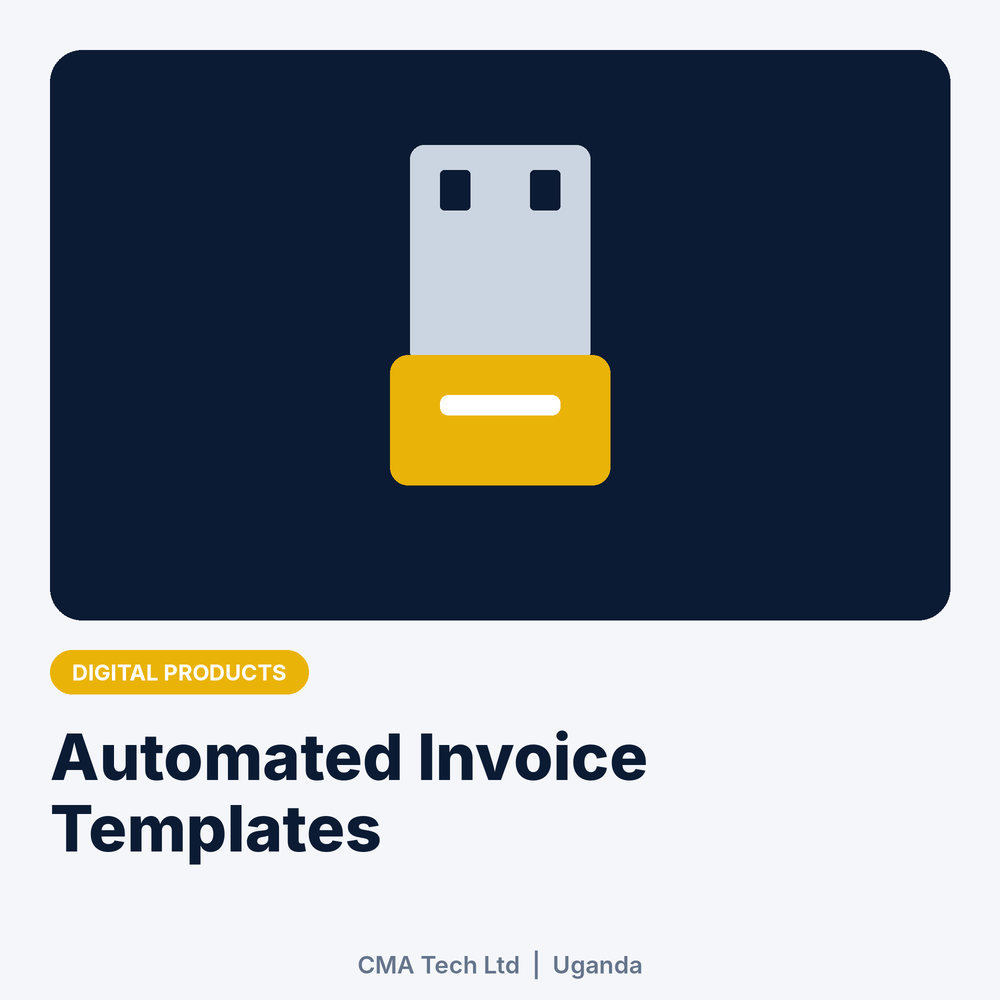 DIGITAL PRODUCTS
Automated Invoice
Templates
CMA Tech Ltd | Uganda